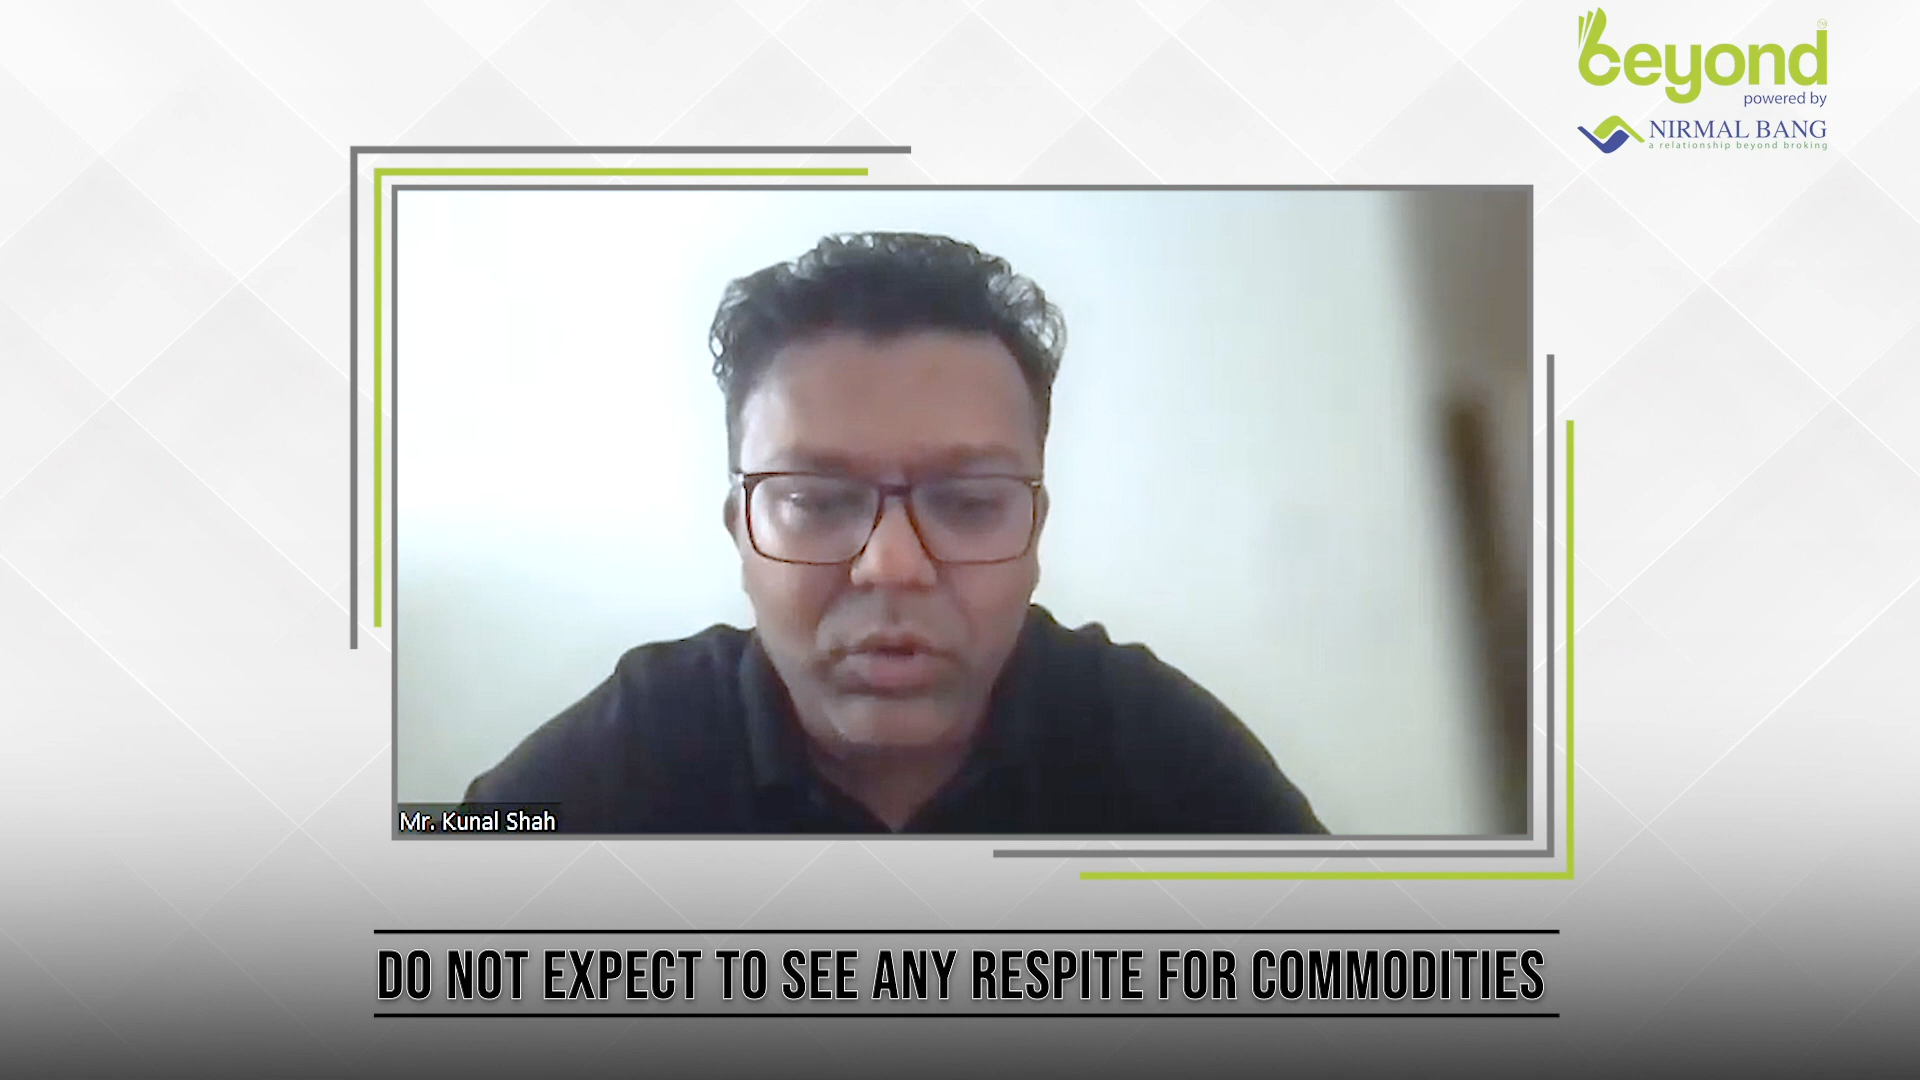 beyond
powered by
NIRMAL BANG
a relationship beyond broking
Mr. Kunal Shah
DO NOT EXPECT TO SEE ANY RESPITE FOR COMMODITIES